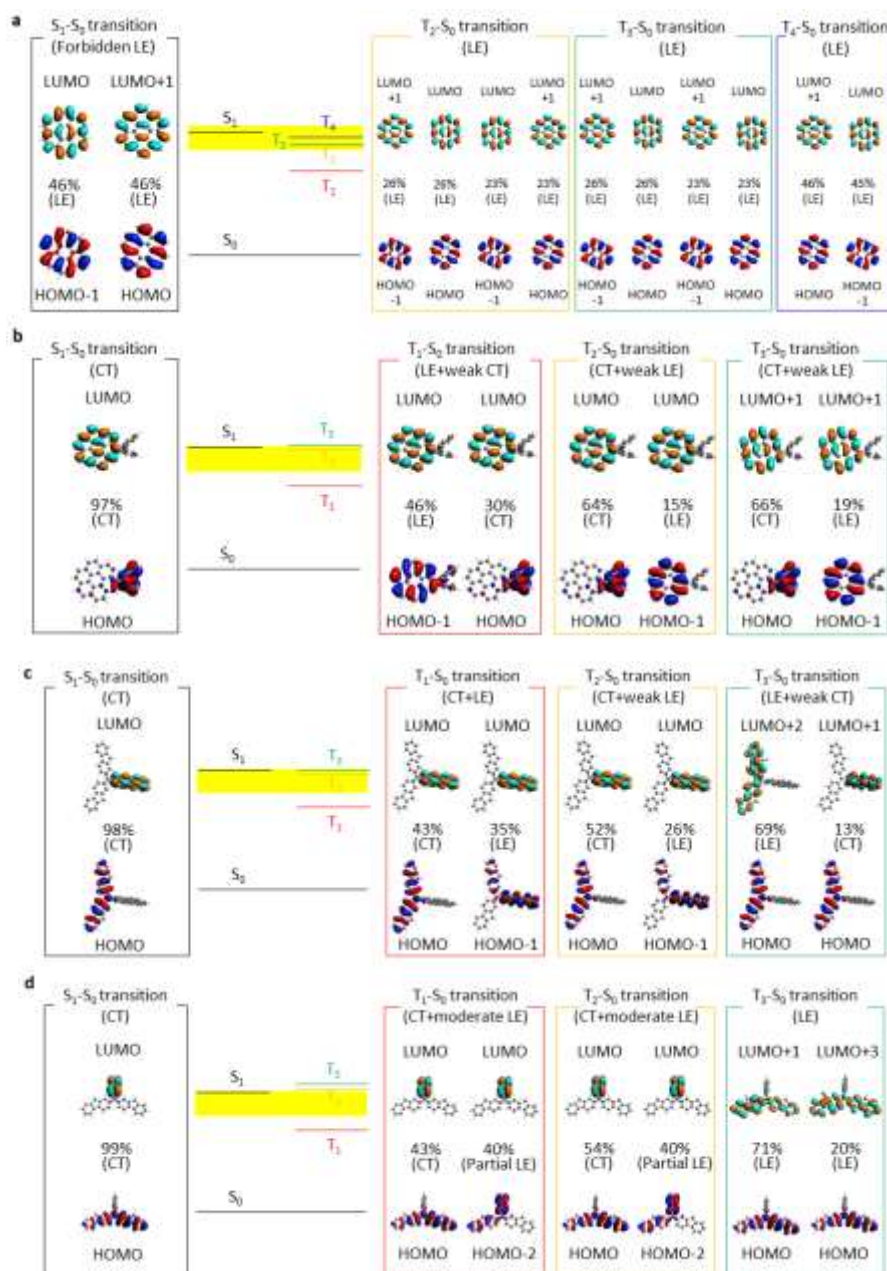 a
S₁-S₀ transition
(Forbidden LE)
LUMO LUMO+1
46% 46%
(LE) (LE)
HOMO-1 HOMO
S₁
T₄
T₁
S₀
T₂-S₀ transition
(LE)
LUMO+1 LUMO LUMO LUMO+1
26% 26% 23% 23%
(LE) (LE) (LE) (LE)
HOMO-1 HOMO HOMO-1 HOMO
T₃-S₀ transition
(LE)
LUMO+1 LUMO LUMO+1 LUMO
26% 26% 23% 23%
(LE) (LE) (LE) (LE)
HOMO-1 HOMO HOMO-1 HOMO
T₄-S₀ transition
(LE)
LUMO+1 LUMO
46% 45%
(LE) (LE)
HOMO HOMO-1
b
S₁-S₀ transition
(CT)
LUMO
97%
(CT)
HOMO
S₁
T₁
S₀
T₁-S₀ transition
(LE+weak CT)
LUMO LUMO
46% 30%
(LE) (CT)
HOMO-1 HOMO
T₂-S₀ transition
(CT+weak LE)
LUMO LUMO
64% 15%
(CT) (LE)
HOMO HOMO-1
transition
(CT+weak LE)
LUMO+1 LUMO+1
66% 19%
(CT) (LE)
HOMO HOMO-1
c
S₁-S₀ transition
(CT)
LUMO
98%
(CT)
HOMO
S₁
S₀
T₁-S₀ transition
(CT+LE)
LUMO LUMO
43% 35%
(CT) (LE)
HOMO HOMO-1
T₂-S₀ transition
(CT+weak LE)
LUMO LUMO
52% 26%
(CT) (LE)
HOMO HOMO-1
T₃-S₀ transition
(LE+weak CT)
LUMO+2 LUMO+1
69% 13%
(LE) (CT)
HOMO HOMO
d
S₁-S₀ transition
(CT)
LUMO
99%
(CT)
HOMO
S₁
S₀
T₁-S₀ transition
(CT+moderate LE)
LUMO LUMO
43% 40%
(CT) (Partial LE)
HOMO HOMO-2
T₂-S₀ transition
(CT+moderate LE)
LUMO LUMO
54% 40%
(CT) (Partial LE)
HOMO HOMO-2
T₃-S₀ transition
(LE)
LUMO+1 LUMO+3
71% 20%
(LE) (LE)
HOMO HOMO